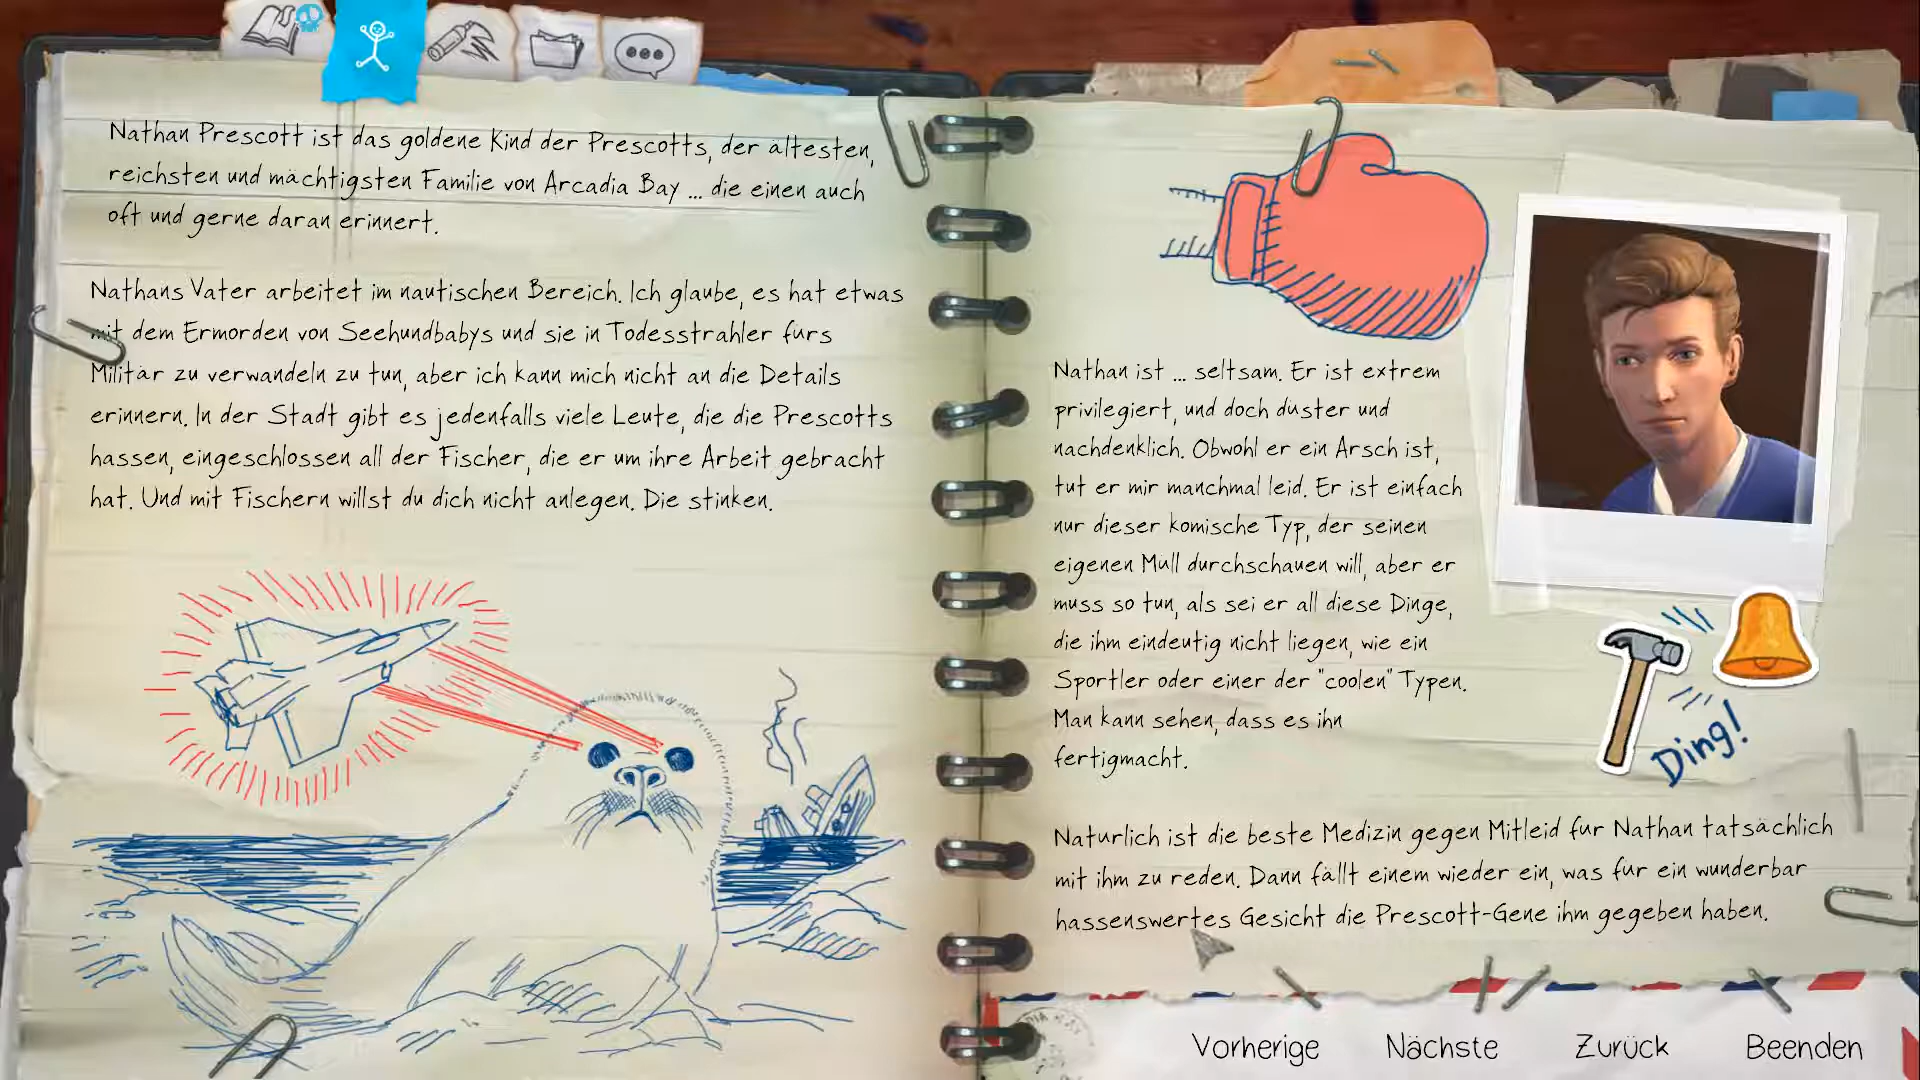 Nathan Prescott ist das goldene Kind der Prescotts, der altesten,
reichsten und mächtigsten Familie von Arcadia Bay ... die einen auch
oft und gerne daran erinnert.
Nathans Vater arbeitet im nautischen Bereich. Ich glaube, es hat etwas
mit dem Ermorden von Seehundbabys und sie in Todesstrahler furs
Militär zu verwandeln zu tun, aber ich kann mich nicht an die Details
erinnern. In der Stadt gibt es jedenfalls viele Leute, die die Prescotts
hassen, eingeschlossen all der Fischer, die er um ihre Arbeit gebracht
hat. Und mit Fischern willst du dich nicht anlegen. Die stinken.
Nathan ist ... seltsam. Er ist extrem
privilegiert, und doch duster und
nachdenklich. Obwohl er ein Arsch ist,
tut er mir manchmal leid. Er ist einfach
nur dieser komische Typ, der seinen
eigenen Mull durchschauen will, aber er
muss so tun, als sei er all diese Dinge,
die ihm eindeutig nicht liegen, wie ein
Sportler oder einer der "coolen" Typen.
Man kann sehen, dass es ihn
fertigmacht.
Ding!
Naturlich ist die beste Medizin gegen Mitleid fur Nathan tatsächlich
mit ihm zu reden. Dann fällt einem wieder ein, was fur ein wunderbar
hassenswertes Gesicht die Prescott-Gene ihm gegeben haben.
Vorherige Nächste Zurück Beenden